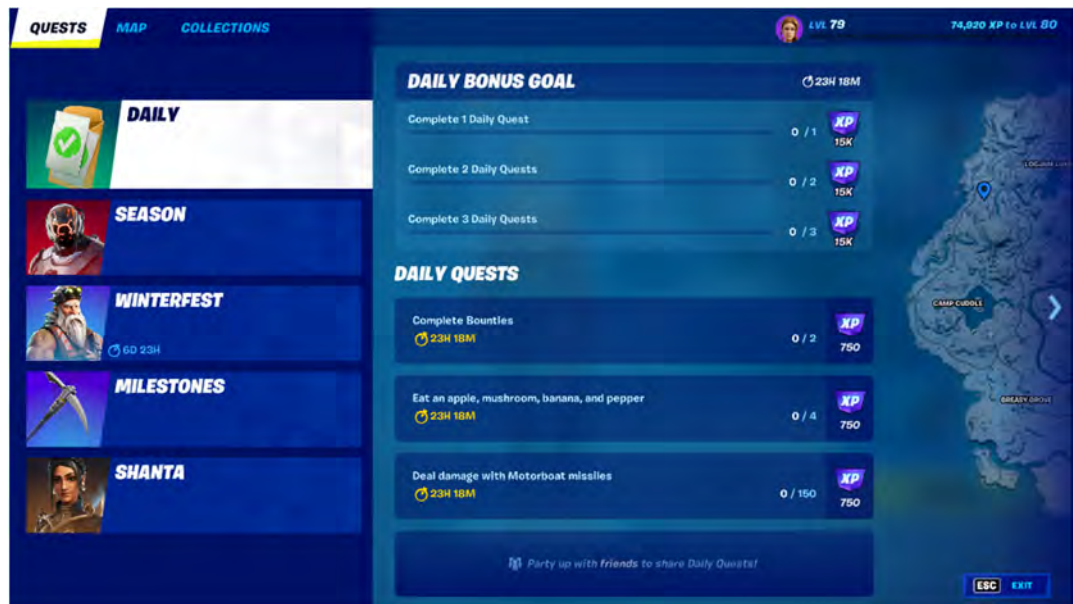 QUESTS
MAP
COLLECTIONS
LVL 79
74,920 XP to LVL 80
DAILY
SEASON
WINTERFEST
6D 23H
MILESTONES
SHANTA
DAILY BONUS GOAL
23H 18M
Complete 1 Daily Quest
0 / 1
XP
15K
Complete 2 Daily Quests
0 / 2
XP
15K
Complete 3 Daily Quests
0 / 3
XP
15K
DAILY QUESTS
Complete Bounties
23H 18M
0 / 2
XP
750
Eat an apple, mushroom, banana, and pepper
23H 18M
0 / 4
XP
750
Deal damage with Motorboat missiles
23H 18M
0 / 150
XP
750
Party up with friends to share Daily Quests!
CAMP CUDDLE
ESC EXIT